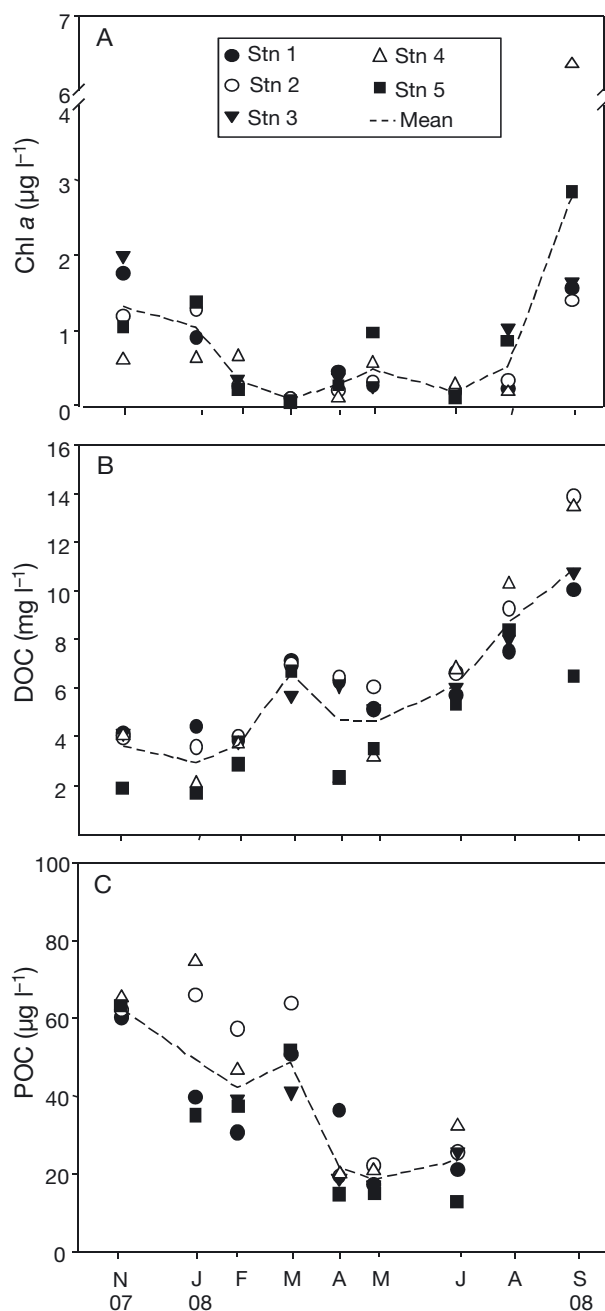 A
7
6
4
3
2
1
0
Chl a (µg l⁻¹)
Stn 1
Stn 2
Stn 3
Stn 4
Stn 5
Mean
B
16
14
12
10
8
6
4
2
DOC (mg l⁻¹)
C
100
80
60
40
20
0
POC (µg l⁻¹)
N J F M A M J A S
07 08 08